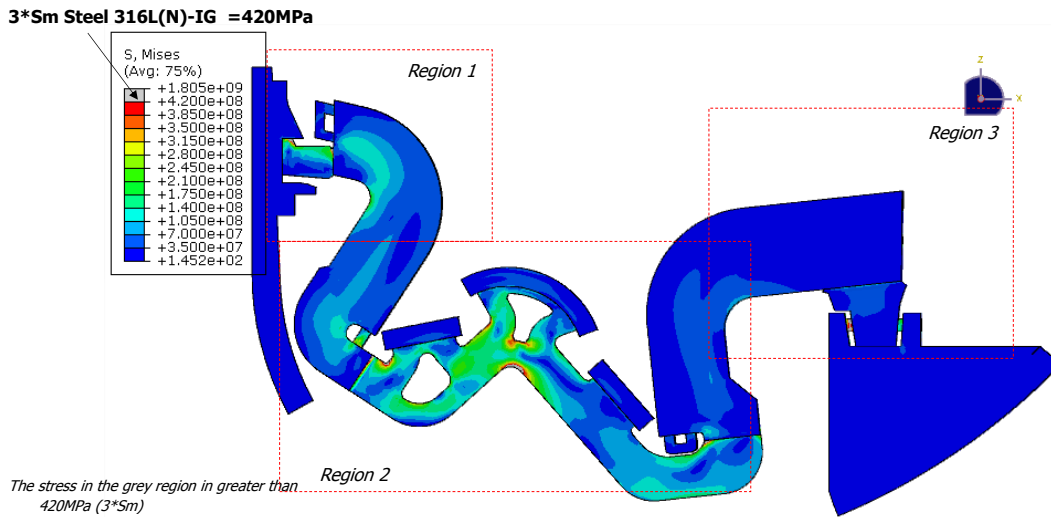 3*Sm Steel 316L(N)-IG =420MPa
S, Mises
(Avg: 75%)
+1.805e+09
+4.200e+08
+3.850e+08
+3.500e+08
+3.150e+08
+2.800e+08
+2.450e+08
+2.100e+08
+1.750e+08
+1.400e+08
+1.050e+08
+7.000e+07
+3.500e+07
+1.452e+02
Region 1
z
x
Region 3
Region 2
The stress in the grey region in greater than
420MPa (3*Sm)